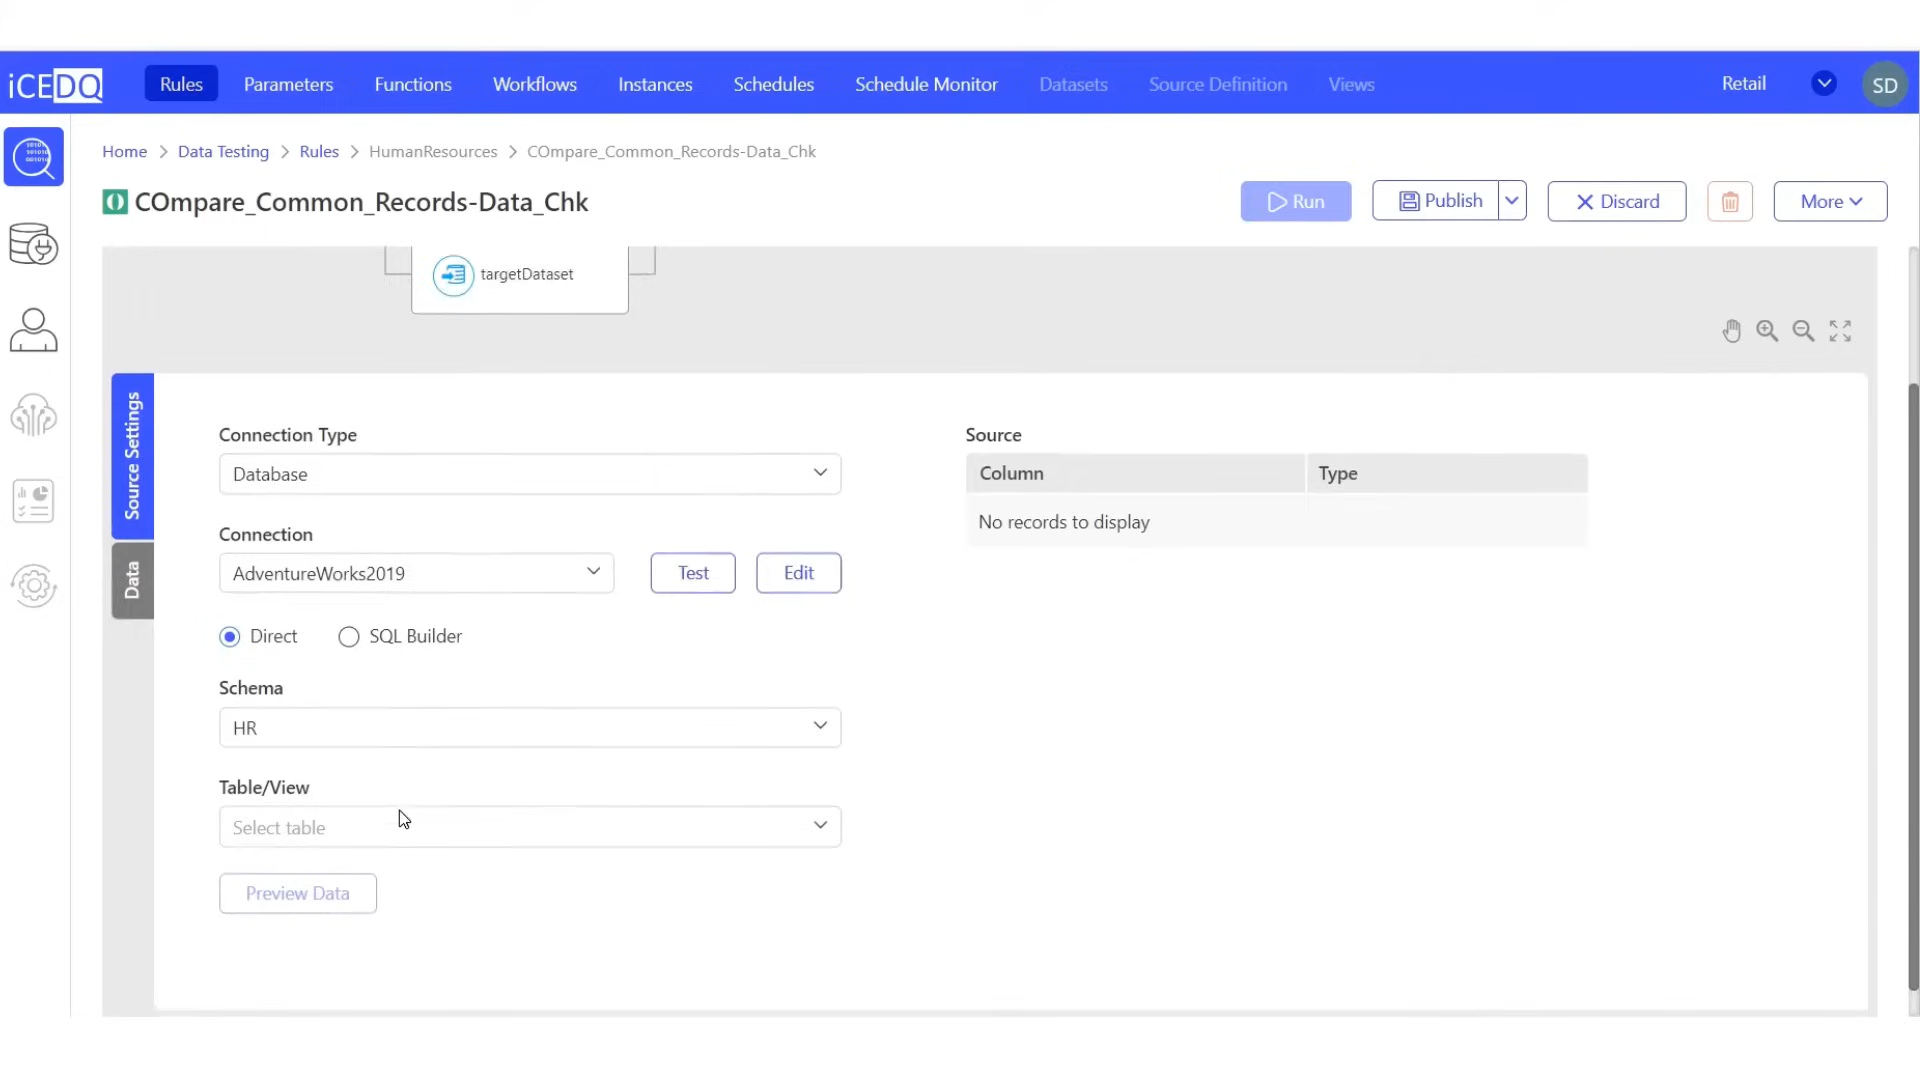 iCEDQ Rules Parameters Functions Workflows Instances Schedules Schedule Monitor Datasets Source Definition Views Retail SD
Home > Data Testing > Rules > HumanResources > COmpare_Common_Records-Data_Chk
COmpare_Common_Records-Data_Chk
Run Publish Discard More
targetDataset
Source Settings
Data
Connection Type
Database
Connection
AdventureWorks2019 Test Edit
Direct SQL Builder
Schema
HR
Table/View
Select table
Preview Data
Source
Column Type
No records to display